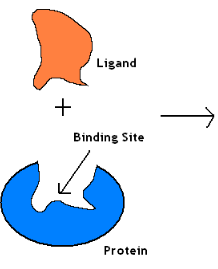 Ligand
+
Binding Site
Protein